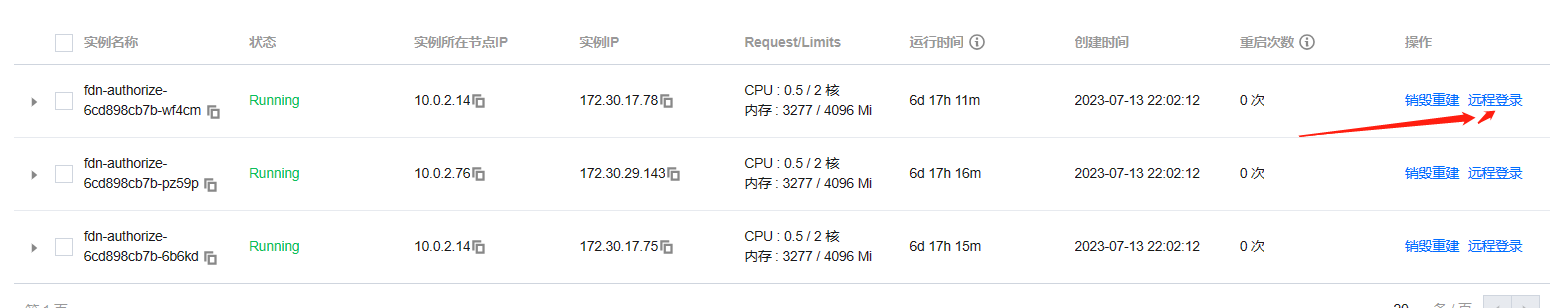 实例名称 状态 实例所在节点IP 实例IP Request/Limits 运行时间 创建时间 重启次数 操作
fdn-authorize-
6cd898cb7b-wf4cm Running 10.0.2.14 172.30.17.78 CPU : 0.5 / 2 核
内存 : 3277 / 4096 Mi 6d 17h 11m 2023-07-13 22:02:12 0 次 销毁重建 远程登录
fdn-authorize-
6cd898cb7b-pz59p Running 10.0.2.76 172.30.29.143 CPU : 0.5 / 2 核
内存 : 3277 / 4096 Mi 6d 17h 16m 2023-07-13 22:02:12 0 次 销毁重建 远程登录
fdn-authorize-
6cd898cb7b-6b6kd Running 10.0.2.14 172.30.17.75 CPU : 0.5 / 2 核
内存 : 3277 / 4096 Mi 6d 17h 15m 2023-07-13 22:02:12 0 次 销毁重建 远程登录
第 1 页 20 条 / 页